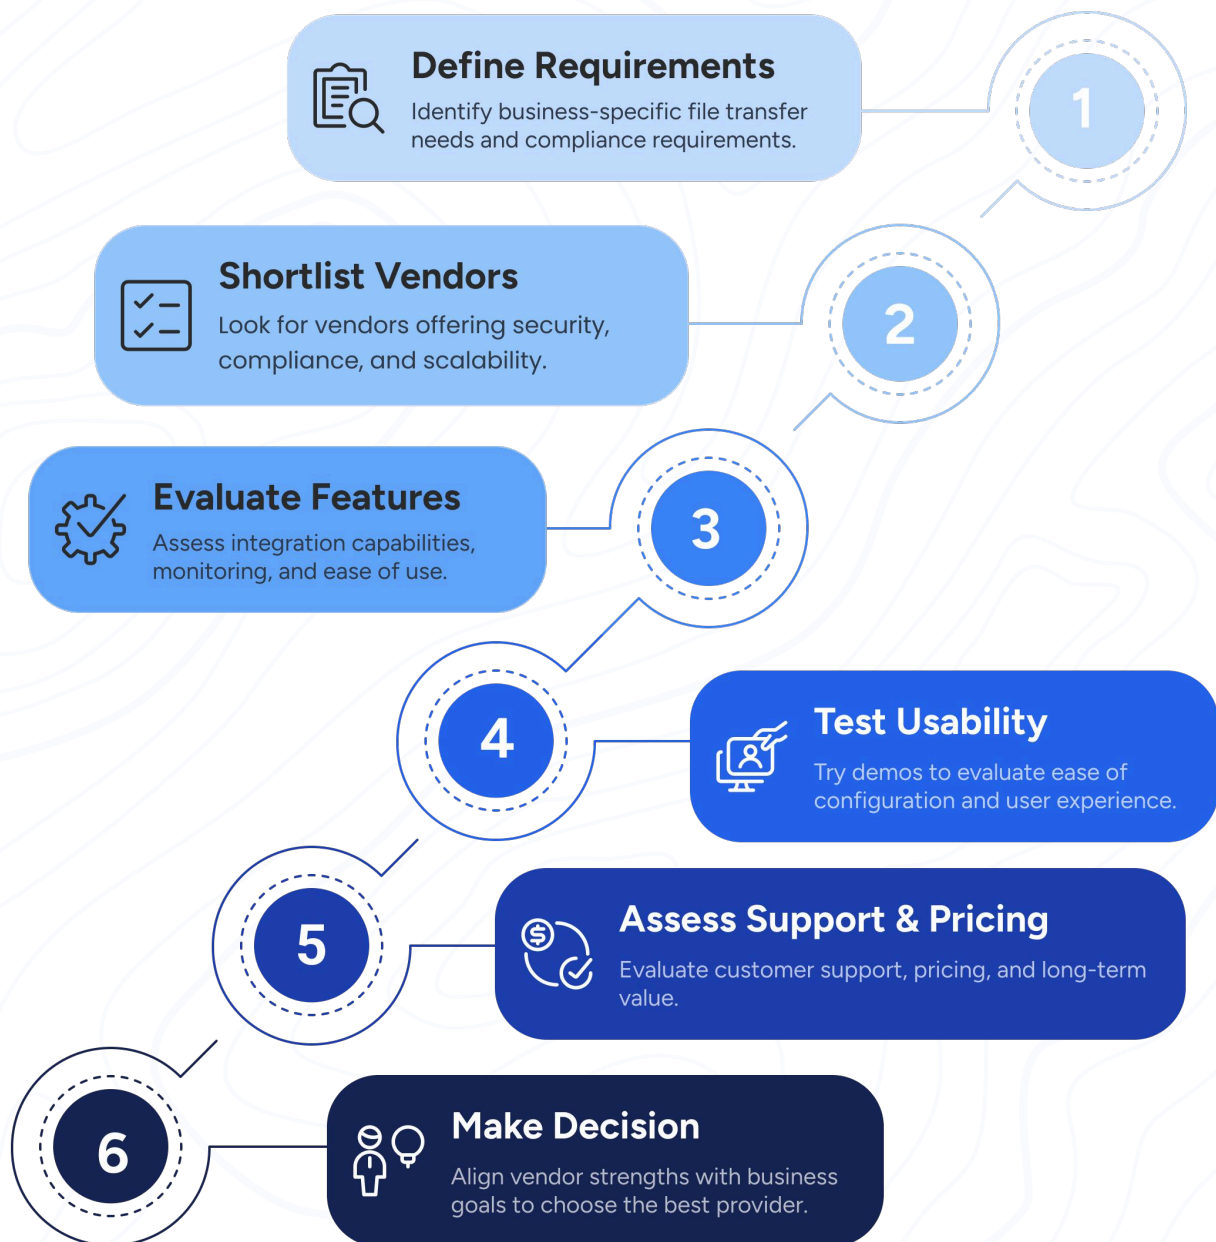 Define Requirements
Identify business-specific file transfer
needs and compliance requirements.
1
Shortlist Vendors
Look for vendors offering security,
compliance, and scalability.
2
Evaluate Features
Assess integration capabilities,
monitoring, and ease of use.
3
4
Test Usability
Try demos to evaluate ease of
configuration and user experience.
5
Assess Support & Pricing
Evaluate customer support, pricing, and long-term
value.
6
Make Decision
Align vendor strengths with business
goals to choose the best provider.